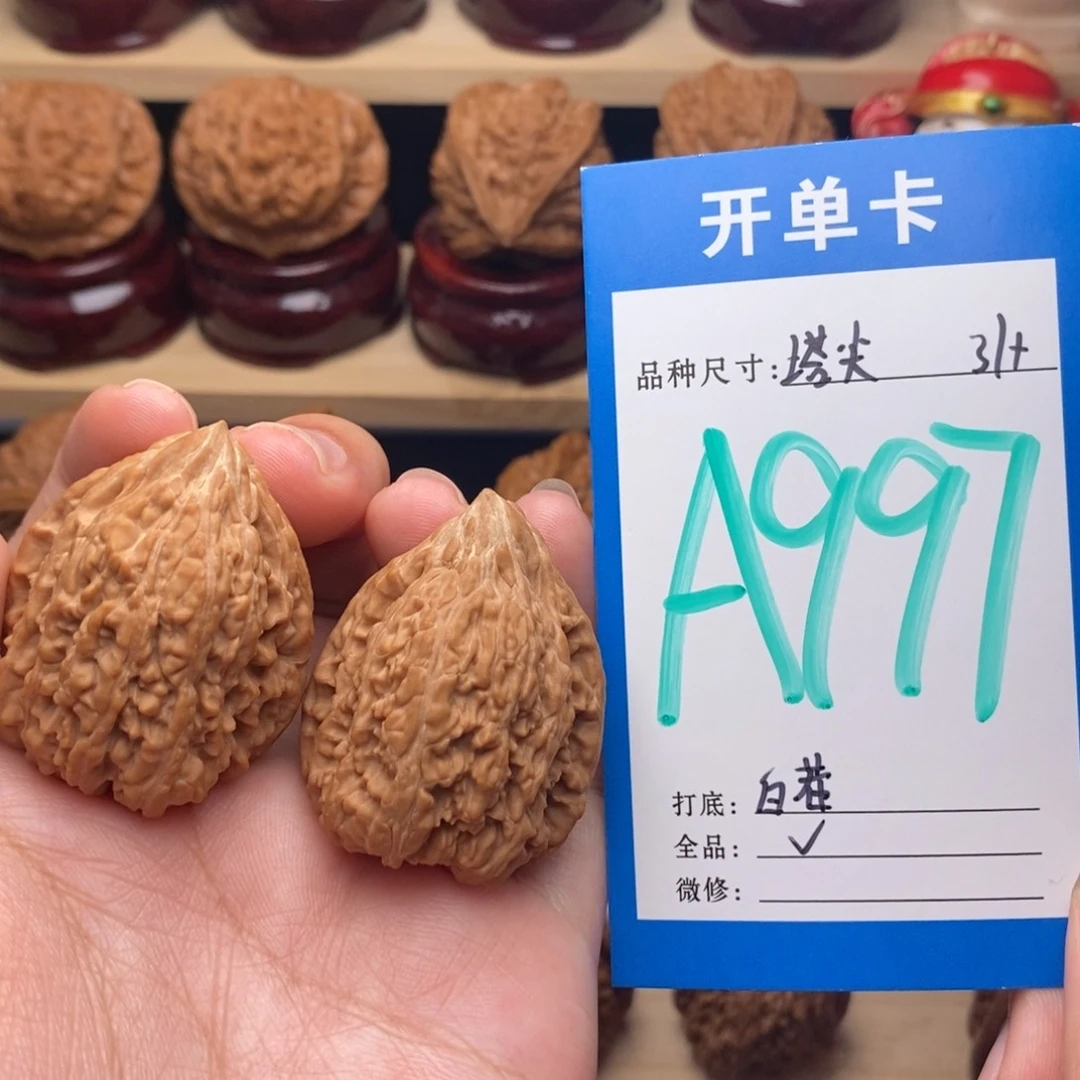 开单卡
品种尺寸:塔尖 31+
A997
打底:白茬
全品:✓
微修: